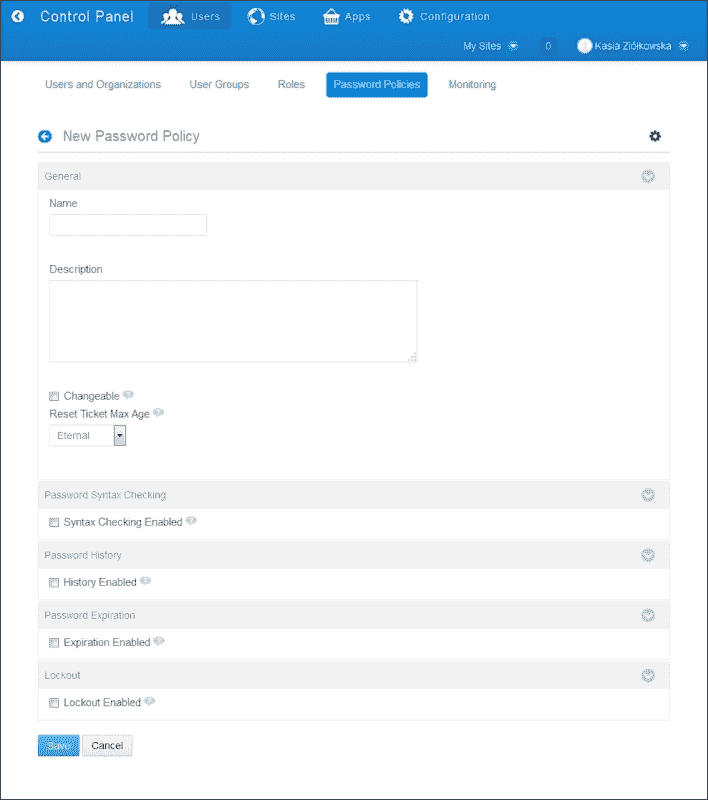 Control Panel Users Sites Apps Configuration
My Sites 0 Kasia Ziółkowska
Users and Organizations User Groups Roles Password Policies Monitoring
New Password Policy
General
Name
Description
Changeable
Reset Ticket Max Age
Eternal
Password Syntax Checking
Syntax Checking Enabled
Password History
History Enabled
Password Expiration
Expiration Enabled
Lockout
Lockout Enabled
Save Cancel